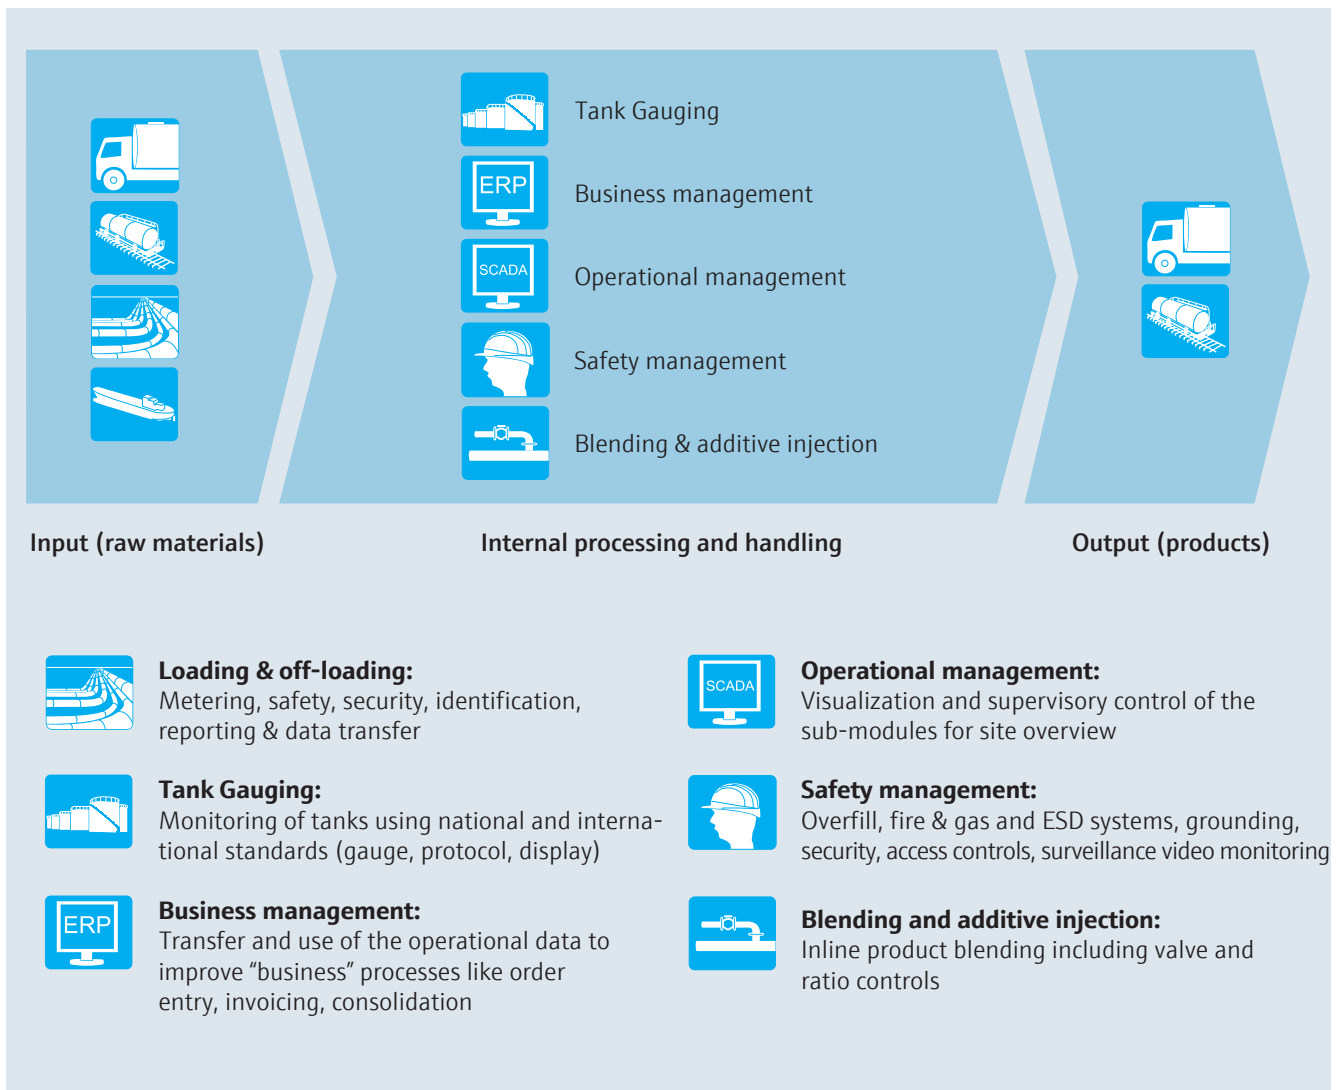 Tank Gauging
ERP
Business management
SCADA
Operational management
Safety management
Blending & additive injection
Input (raw materials)
Internal processing and handling
Output (products)
Loading & off-loading:
Metering, safety, security, identification,
reporting & data transfer
Tank Gauging:
Monitoring of tanks using national and interna-
tional standards (gauge, protocol, display)
ERP
Business management:
Transfer and use of the operational data to
improve “business” processes like order
entry, invoicing, consolidation
SCADA
Operational management:
Visualization and supervisory control of the
sub-modules for site overview
Safety management:
Overfill, fire & gas and ESD systems, grounding,
security, access controls, surveillance video monitoring
Blending and additive injection:
Inline product blending including valve and
ratio controls